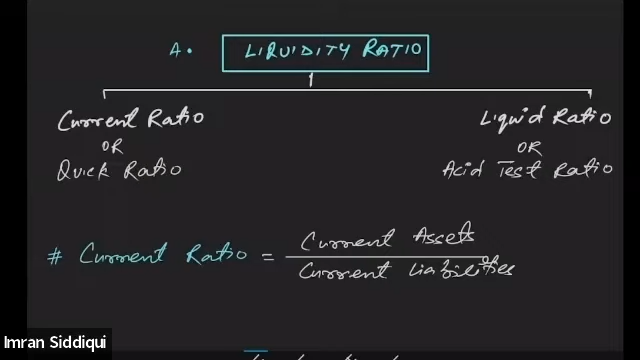 A. LIQUIDITY RATIO
Current Ratio
OR
Quick Ratio
Liquid Ratio
OR
Acid Test Ratio
# Current Ratio = Current Assets
Current Liabilities
Imran Siddiqui